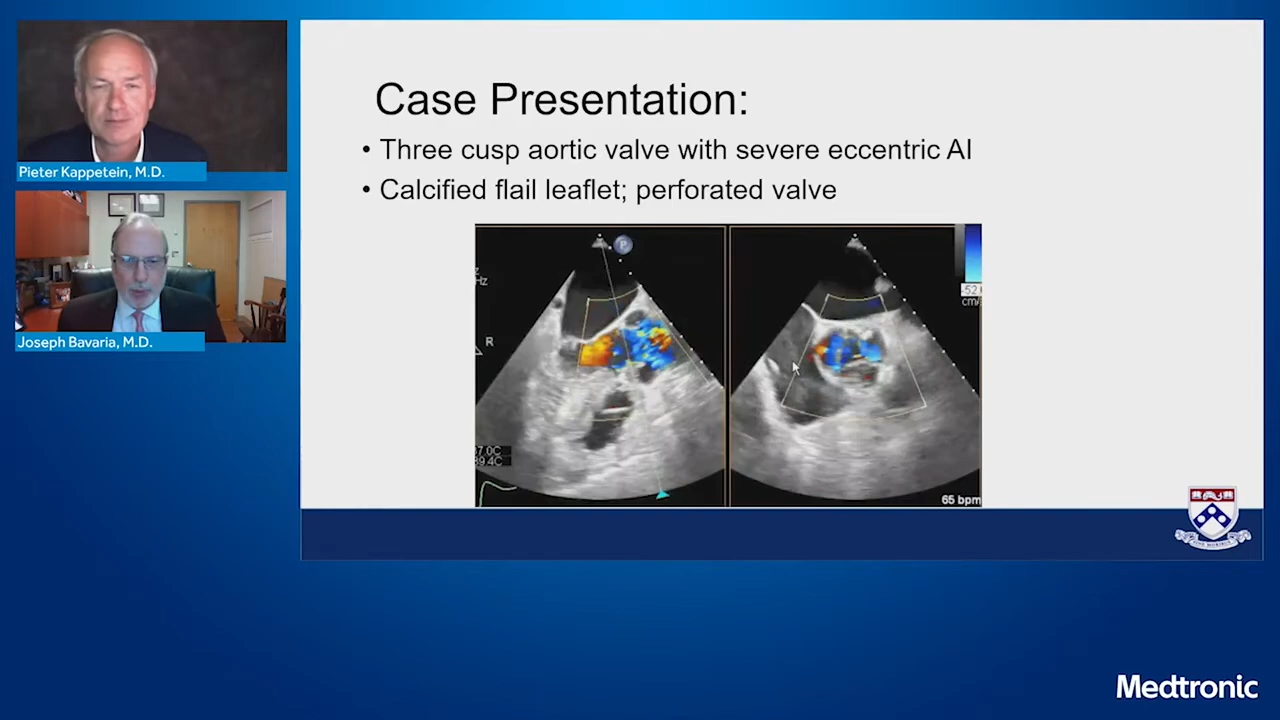 Pieter Kappetein, M.D.
Joseph Bavaria, M.D.
Case Presentation:
• Three cusp aortic valve with severe eccentric AI
• Calcified flail leaflet; perforated valve
P
R
65 bpm
Medtronic